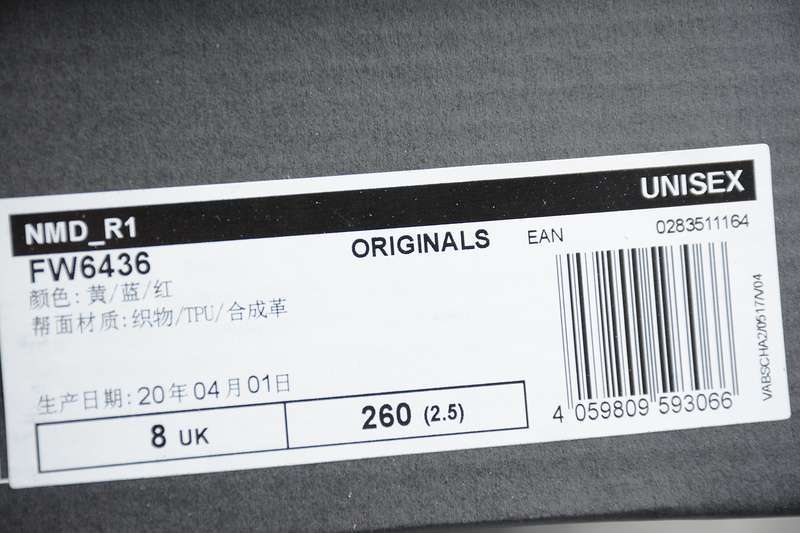 NMD_R1 UNISEX
FW6436 ORIGINALS EAN 0283511164
颜色: 黄/蓝/红
帮面材质: 织物/TPU/合成革
生产日期: 20年04月01日
8 UK 260 (2.5)
4 059809 593066
VABSCHA2/0517/V04